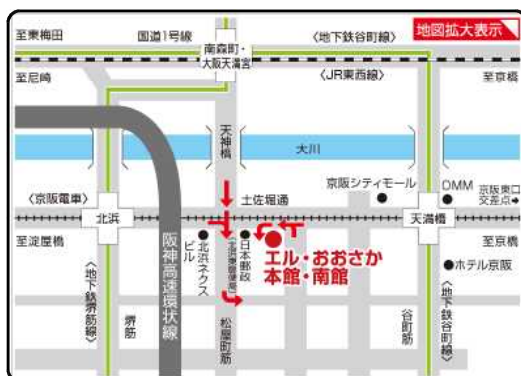 地図拡大表示
至東梅田
国道1号線
〈地下鉄谷町線〉
南森町・
大阪天満宮
至尼崎
〈JR東西線〉
至京橋
天神橋
大川
京阪シティモール
OMM
京阪東口
交差点➡
〈京阪電車〉
土佐堀通
北浜
天満橋
至淀屋橋
至京橋
阪神高速環状線
北浜ネクス
ビル
日本郵政
エル・おおさか
本館・南館
ホテル京阪
〈地下鉄堺筋線〉
堺筋
松屋町筋
谷町筋
〈地下鉄谷町線〉